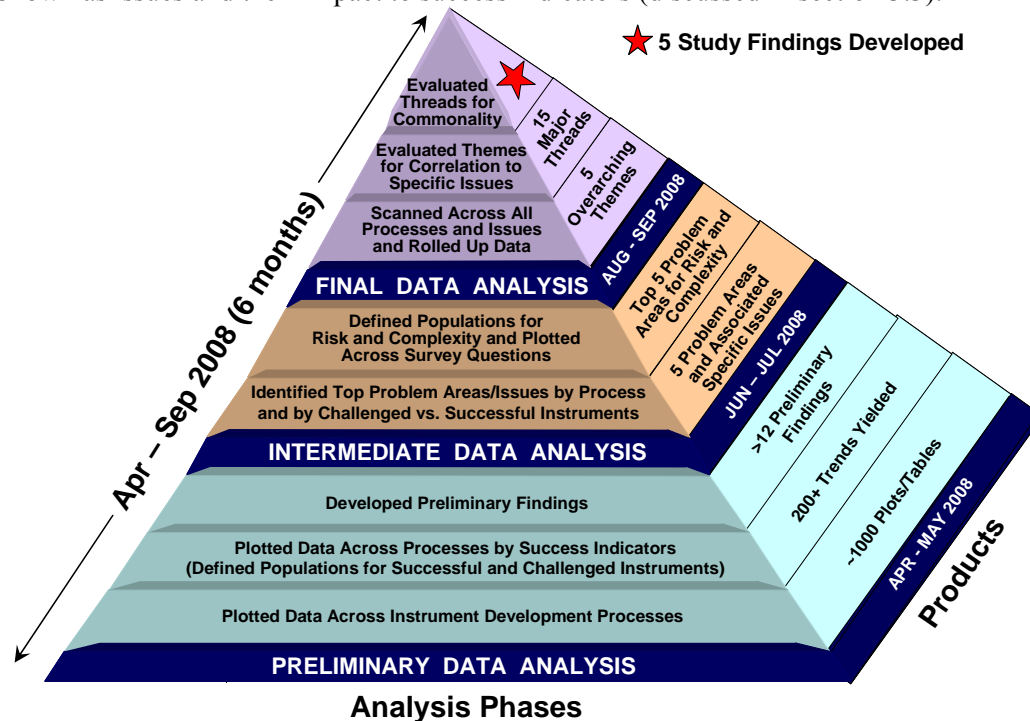 5 Study Findings Developed
Evaluated
Threads for
Commonality
15
Major
Threads
Evaluated Themes
for Correlation to
Specific Issues
5
Overarching
Themes
Scanned Across All
Processes and Issues
and Rolled Up Data
AUG - SEP 2008
FINAL DATA ANALYSIS
Defined Populations for
Risk and Complexity and Plotted
Across Survey Questions
Top 5 Problem
Areas for Risk and
Complexity
Identified Top Problem Areas/Issues by Process
and by Challenged vs. Successful Instruments
5 Problem Areas
and Associated
Specific Issues
JUN – JUL 2008
INTERMEDIATE DATA ANALYSIS
Developed Preliminary Findings
>12 Preliminary
Findings
Plotted Data Across Processes by Success Indicators
(Defined Populations for Successful and Challenged Instruments)
200+ Trends Yielded
Plotted Data Across Instrument Development Processes
~1000 Plots/Tables
APR - MAY 2008
PRELIMINARY DATA ANALYSIS
Apr – Sep 2008 (6 months)
Products
Analysis Phases